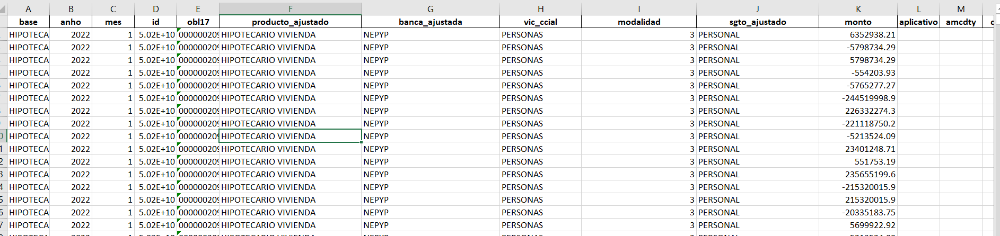 A B C D E F G H I J K L M
base anho mes id obl17 producto_ajustado banca_ajustada vic_ccial modalidad sgto_ajustado monto aplicativo amcdty
HIPOTECA 2022 1 5.02E+10 000000209 HIPOTECARIO VIVIENDA NEPYP PERSONAS 3 PERSONAL 6352938.21
HIPOTECA 2022 1 5.02E+10 000000209 HIPOTECARIO VIVIENDA NEPYP PERSONAS 3 PERSONAL -5798734.29
HIPOTECA 2022 1 5.02E+10 000000209 HIPOTECARIO VIVIENDA NEPYP PERSONAS 3 PERSONAL 5798734.29
HIPOTECA 2022 1 5.02E+10 000000209 HIPOTECARIO VIVIENDA NEPYP PERSONAS 3 PERSONAL -554203.93
HIPOTECA 2022 1 5.02E+10 000000209 HIPOTECARIO VIVIENDA NEPYP PERSONAS 3 PERSONAL -5765277.27
HIPOTECA 2022 1 5.02E+10 000000209 HIPOTECARIO VIVIENDA NEPYP PERSONAS 3 PERSONAL -244519998.9
HIPOTECA 2022 1 5.02E+10 000000209 HIPOTECARIO VIVIENDA NEPYP PERSONAS 3 PERSONAL 226332274.3
HIPOTECA 2022 1 5.02E+10 000000209 HIPOTECARIO VIVIENDA NEPYP PERSONAS 3 PERSONAL -221118750.2
0 HIPOTECA 2022 1 5.02E+10 000000209 HIPOTECARIO VIVIENDA NEPYP PERSONAS 3 PERSONAL -5213524.09
1 HIPOTECA 2022 1 5.02E+10 000000209 HIPOTECARIO VIVIENDA NEPYP PERSONAS 3 PERSONAL 23401248.71
2 HIPOTECA 2022 1 5.02E+10 000000209 HIPOTECARIO VIVIENDA NEPYP PERSONAS 3 PERSONAL 551753.19
3 HIPOTECA 2022 1 5.02E+10 000000209 HIPOTECARIO VIVIENDA NEPYP PERSONAS 3 PERSONAL 235655199.6
4 HIPOTECA 2022 1 5.02E+10 000000209 HIPOTECARIO VIVIENDA NEPYP PERSONAS 3 PERSONAL -215320015.9
5 HIPOTECA 2022 1 5.02E+10 000000209 HIPOTECARIO VIVIENDA NEPYP PERSONAS 3 PERSONAL 215320015.9
6 HIPOTECA 2022 1 5.02E+10 000000209 HIPOTECARIO VIVIENDA NEPYP PERSONAS 3 PERSONAL -20335183.75
7 HIPOTECA 2022 1 5.02E+10 000000209 HIPOTECARIO VIVIENDA NEPYP PERSONAS 3 PERSONAL 5699922.92